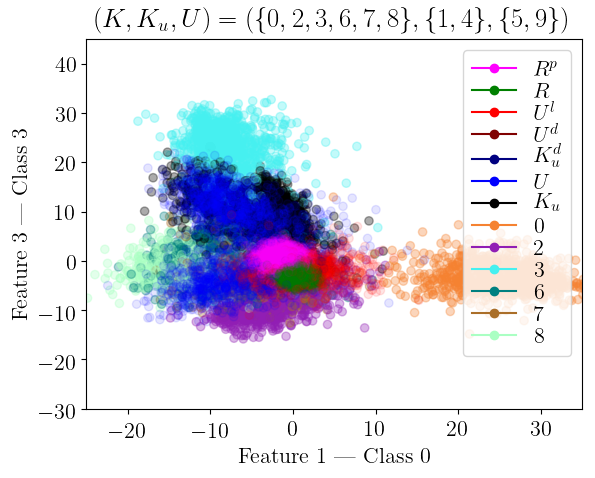 (K, K_u, U) = ({0, 2, 3, 6, 7, 8}, {1, 4}, {5, 9})
40
30
20
10
0
−10
−20
−30
Feature 3 — Class 3
R^p
R
U^l
U^d
K_u^d
U
K_u
0
2
3
6
7
8
−20
−10
0
10
20
30
Feature 1 — Class 0